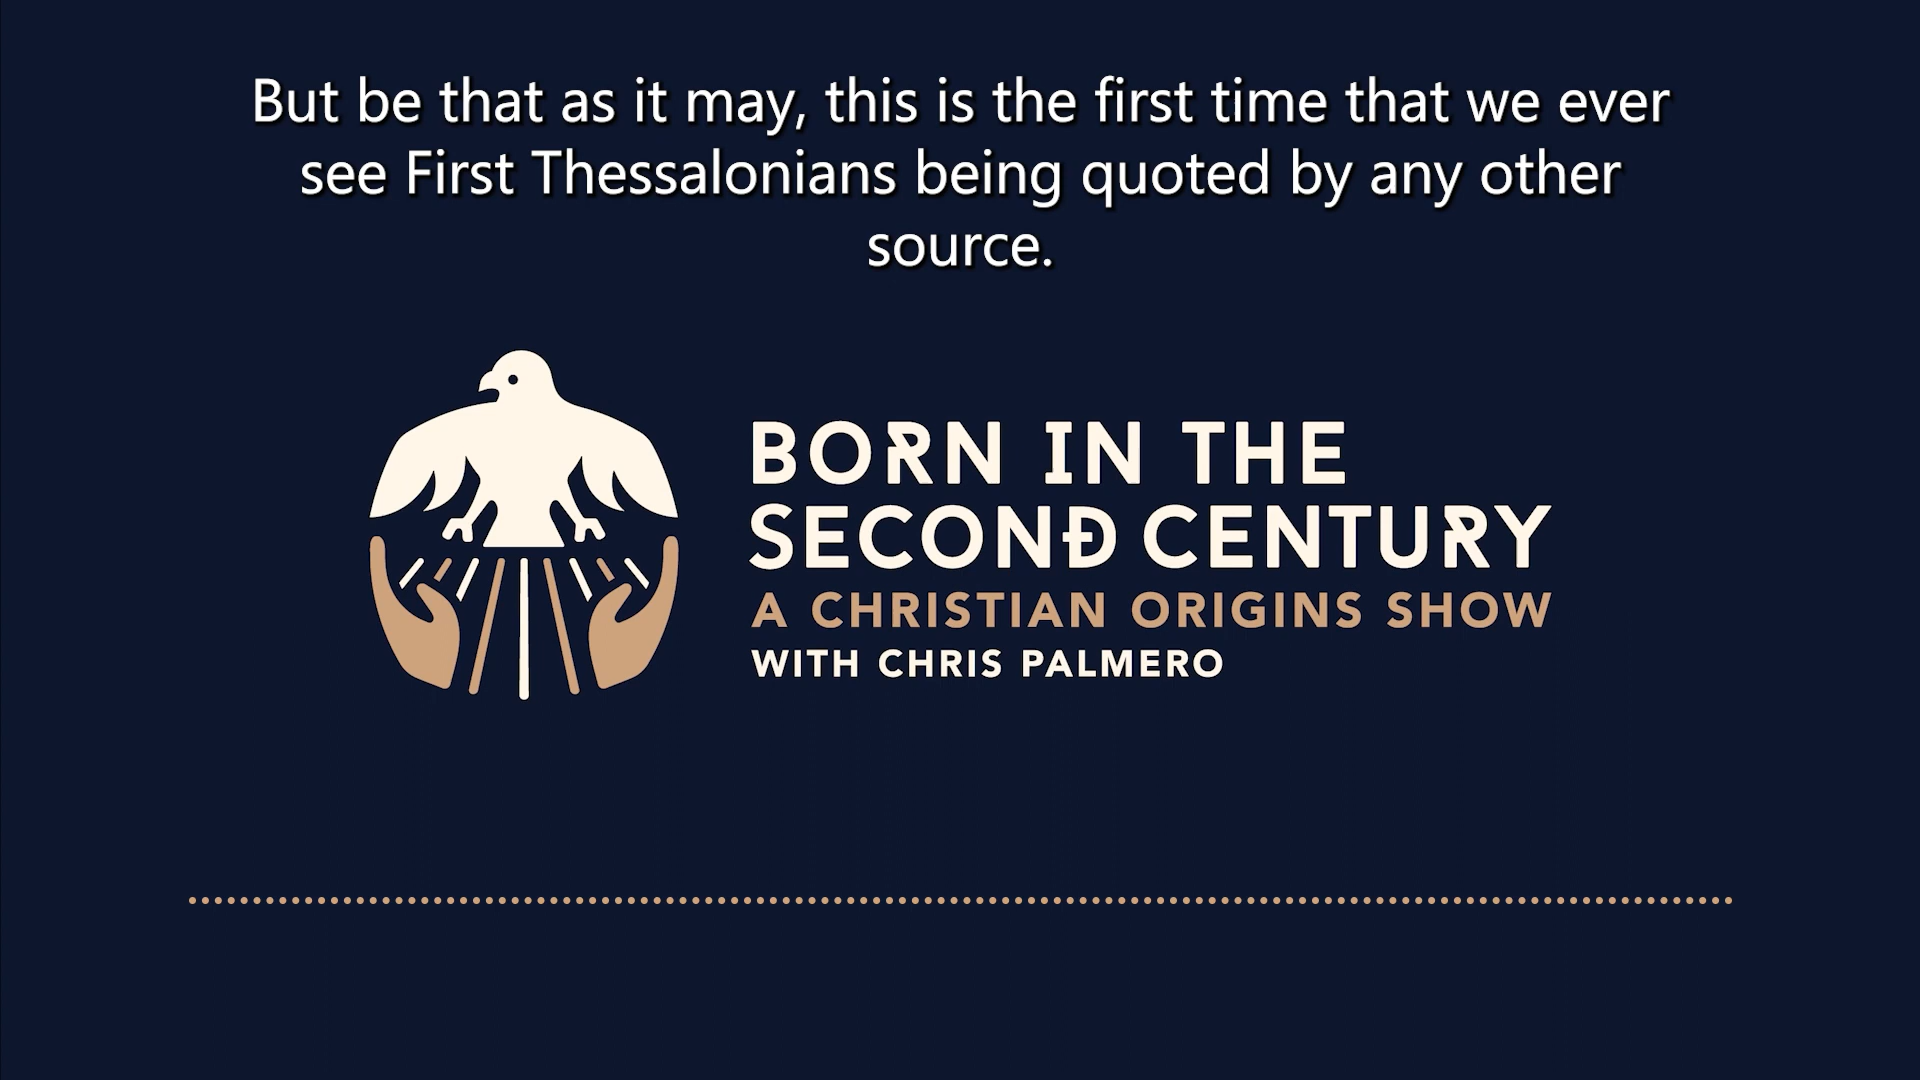 But be that as it may, this is the first time that we ever
see First Thessalonians being quoted by any other
source.
BORN IN THE
SECOND CENTURY
A CHRISTIAN ORIGINS SHOW
WITH CHRIS PALMERO